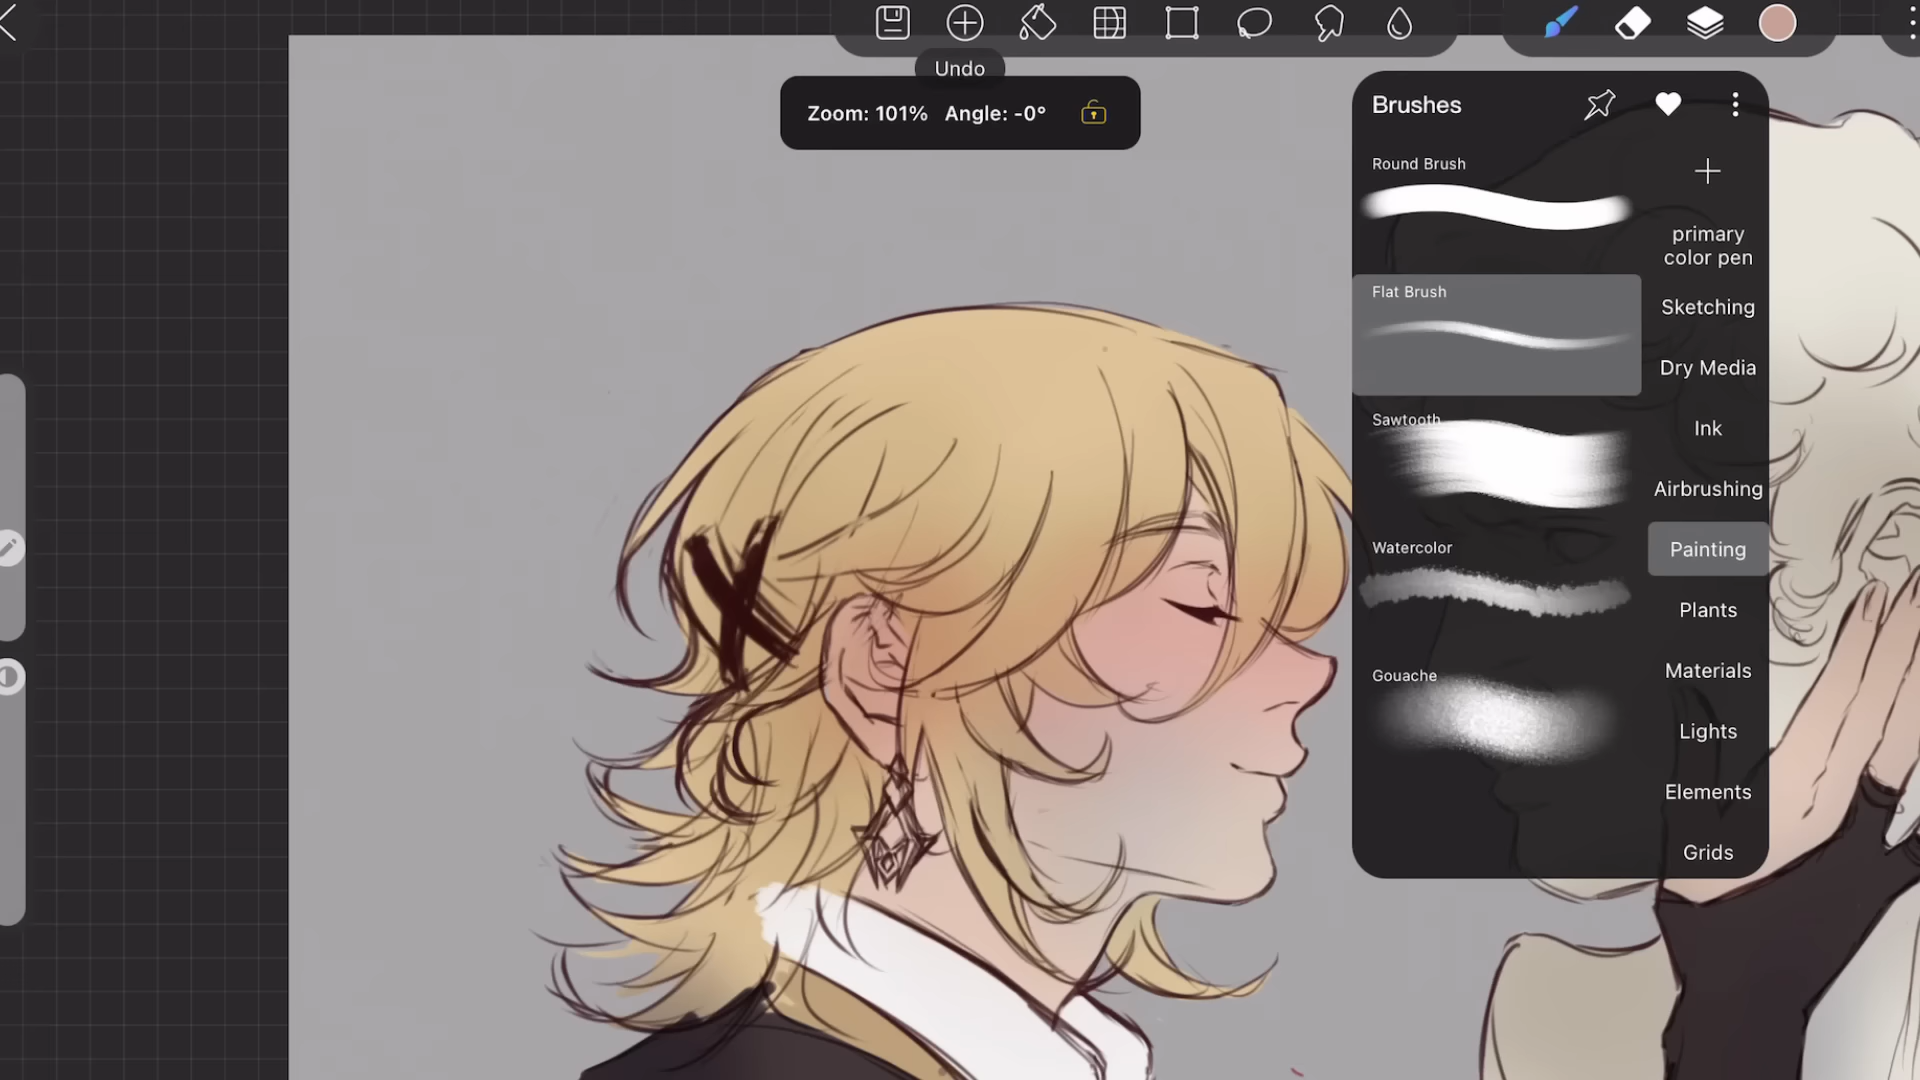 Undo
Zoom: 101% Angle: -0°
Brushes
Round Brush
primary
color pen
Flat Brush
Sketching
Dry Media
Sawtooth
Ink
Airbrushing
Watercolor
Painting
Plants
Gouache
Materials
Lights
Elements
Grids